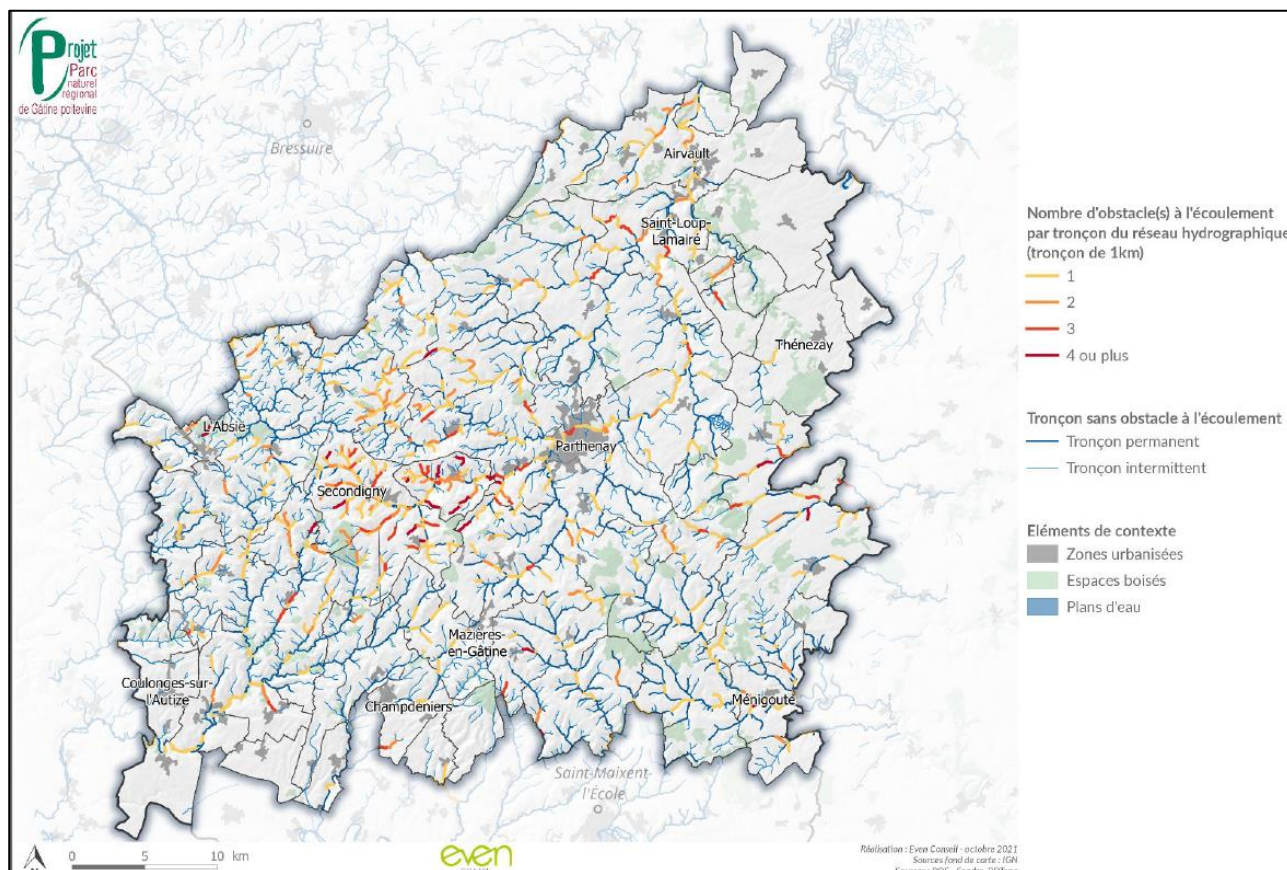 Projet
Parc
naturel
régional
de Gâtine poitevine
Bressuire
Airvault
Saint-Loup-
Lamairé
Thénezay
L'Absie
Parthenay
Secondigny
Mazières-
en-Gâtine
Coulonges-sur-
l'Autize
Champdeniers
Ménigoute
Saint-Maixent-
l'École
Nombre d'obstacle(s) à l'écoulement
par tronçon du réseau hydrographique
(tronçon de 1km)
1
2
3
4 ou plus
Tronçon sans obstacle à l'écoulement
Tronçon permanent
Tronçon intermittent
Eléments de contexte
Zones urbanisées
Espaces boisés
Plans d'eau
0 5 10 km
even
Réalisation : Even Conseil - octobre 2021
Sources fond de carte : IGN